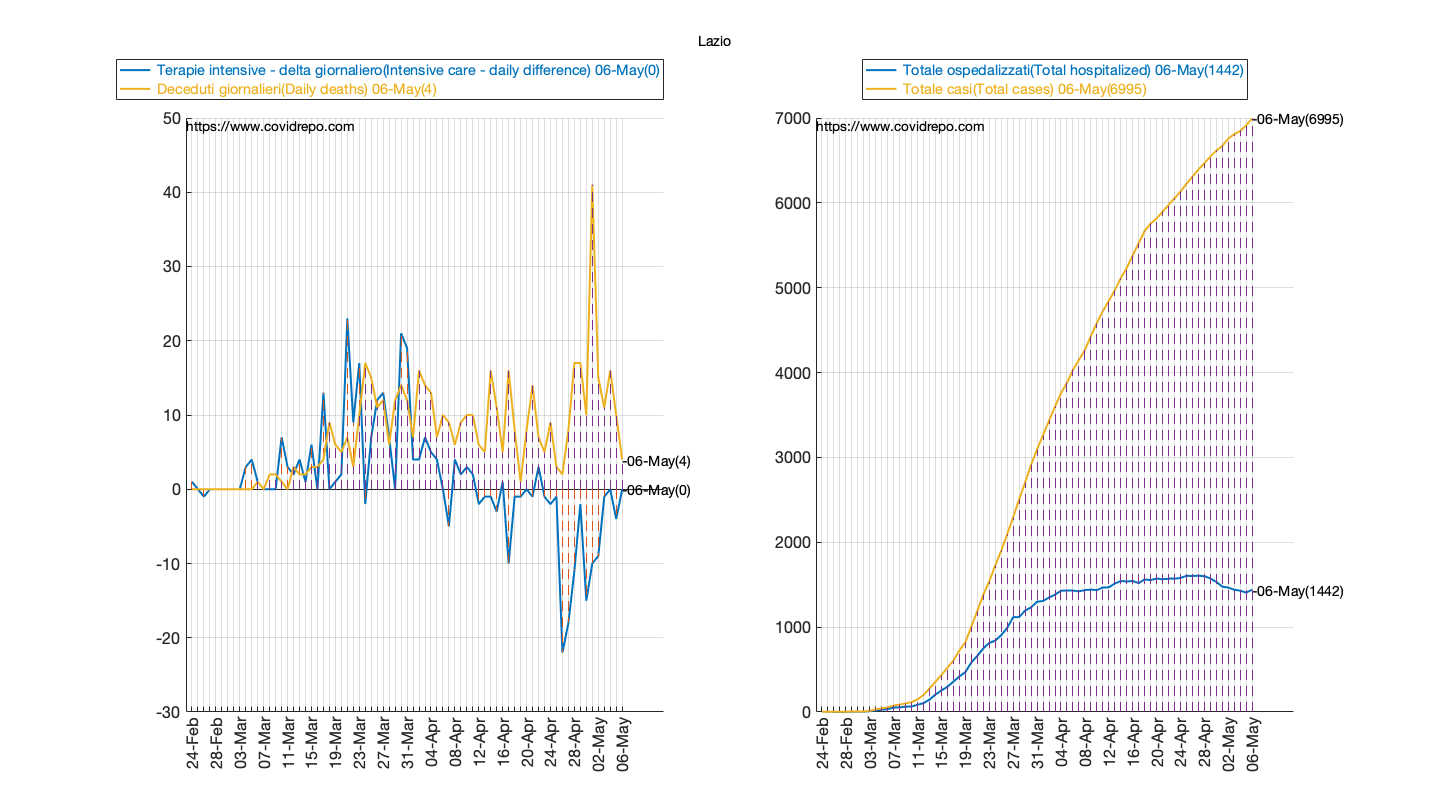 Lazio
Terapie intensive - delta giornaliero(Intensive care - daily difference) 06-May(0)
Deceduti giornalieri(Daily deaths) 06-May(4)
50
https://www.covidrepo.com
40
30
20
10
0
-10
-20
-30
06-May(4)
06-May(0)
24-Feb
28-Feb
03-Mar
07-Mar
11-Mar
15-Mar
19-Mar
23-Mar
27-Mar
31-Mar
04-Apr
08-Apr
12-Apr
16-Apr
20-Apr
24-Apr
28-Apr
02-May
06-May
Totale ospedalizzati(Total hospitalized) 06-May(1442)
Totale casi(Total cases) 06-May(6995)
7000
https://www.covidrepo.com
6000
5000
4000
3000
2000
1000
0
06-May(6995)
06-May(1442)
24-Feb
28-Feb
03-Mar
07-Mar
11-Mar
15-Mar
19-Mar
23-Mar
27-Mar
31-Mar
04-Apr
08-Apr
12-Apr
16-Apr
20-Apr
24-Apr
28-Apr
02-May
06-May